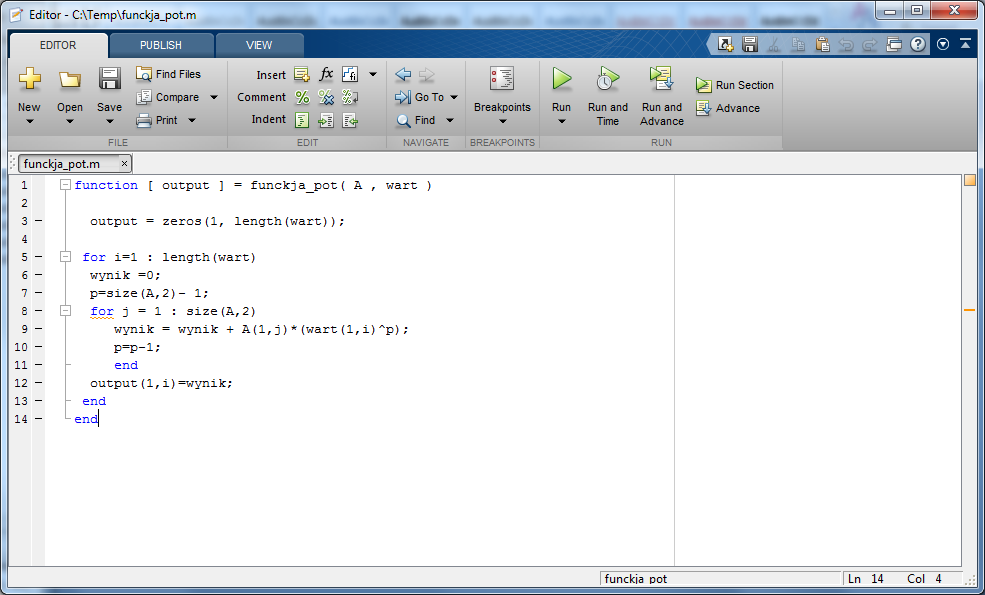 Editor - C:\Temp\funckja_pot.m
EDITOR PUBLISH VIEW
New
Open
Save
Find Files
Compare
Print
FILE
Insert fx
Comment
Indent
EDIT
Go To
Find
NAVIGATE
Breakpoints
BREAKPOINTS
Run
Run and Time
Run and Advance
Run Section
Advance
RUN
funckja_pot.m
1 function [ output ] = funckja_pot( A , wart )
2
3 output = zeros(1, length(wart));
4
5 for i=1 : length(wart)
6 wynik =0;
7 p=size(A,2)- 1;
8 for j = 1 : size(A,2)
9 wynik = wynik + A(1,j)*(wart(1,i)^p);
10 p=p-1;
11 end
12 output(1,i)=wynik;
13 end
14 end
funckja_pot Ln 14 Col 4